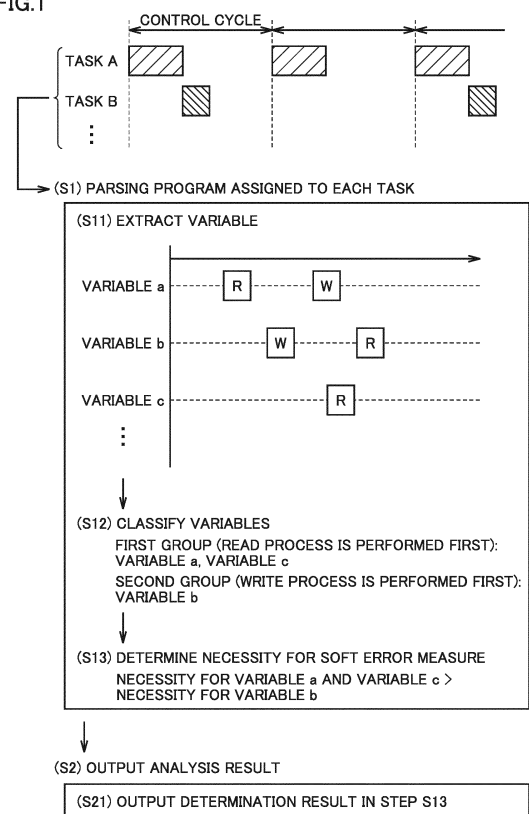 FIG.1
CONTROL CYCLE
TASK A
TASK B
(S1) PARSING PROGRAM ASSIGNED TO EACH TASK
(S11) EXTRACT VARIABLE
VARIABLE a
R
W
VARIABLE b
W
R
VARIABLE c
R
(S12) CLASSIFY VARIABLES
FIRST GROUP (READ PROCESS IS PERFORMED FIRST):
VARIABLE a, VARIABLE c
SECOND GROUP (WRITE PROCESS IS PERFORMED FIRST):
VARIABLE b
(S13) DETERMINE NECESSITY FOR SOFT ERROR MEASURE
NECESSITY FOR VARIABLE a AND VARIABLE c >
NECESSITY FOR VARIABLE b
(S2) OUTPUT ANALYSIS RESULT
(S21) OUTPUT DETERMINATION RESULT IN STEP S13